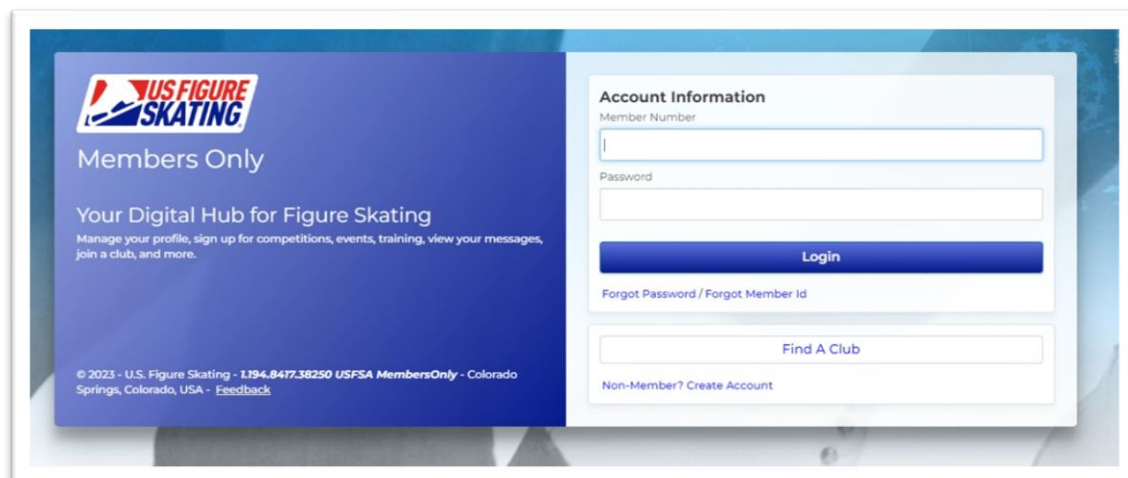 US FIGURE
SKATING
Members Only
Your Digital Hub for Figure Skating
Manage your profile, sign up for competitions, events, training, view your messages,
join a club, and more.
© 2023 - U.S. Figure Skating - 1.194.8417.38250 USFSA MembersOnly - Colorado
Springs, Colorado, USA - Feedback
Account Information
Member Number
Password
Login
Forgot Password / Forgot Member Id
Find A Club
Non-Member? Create Account